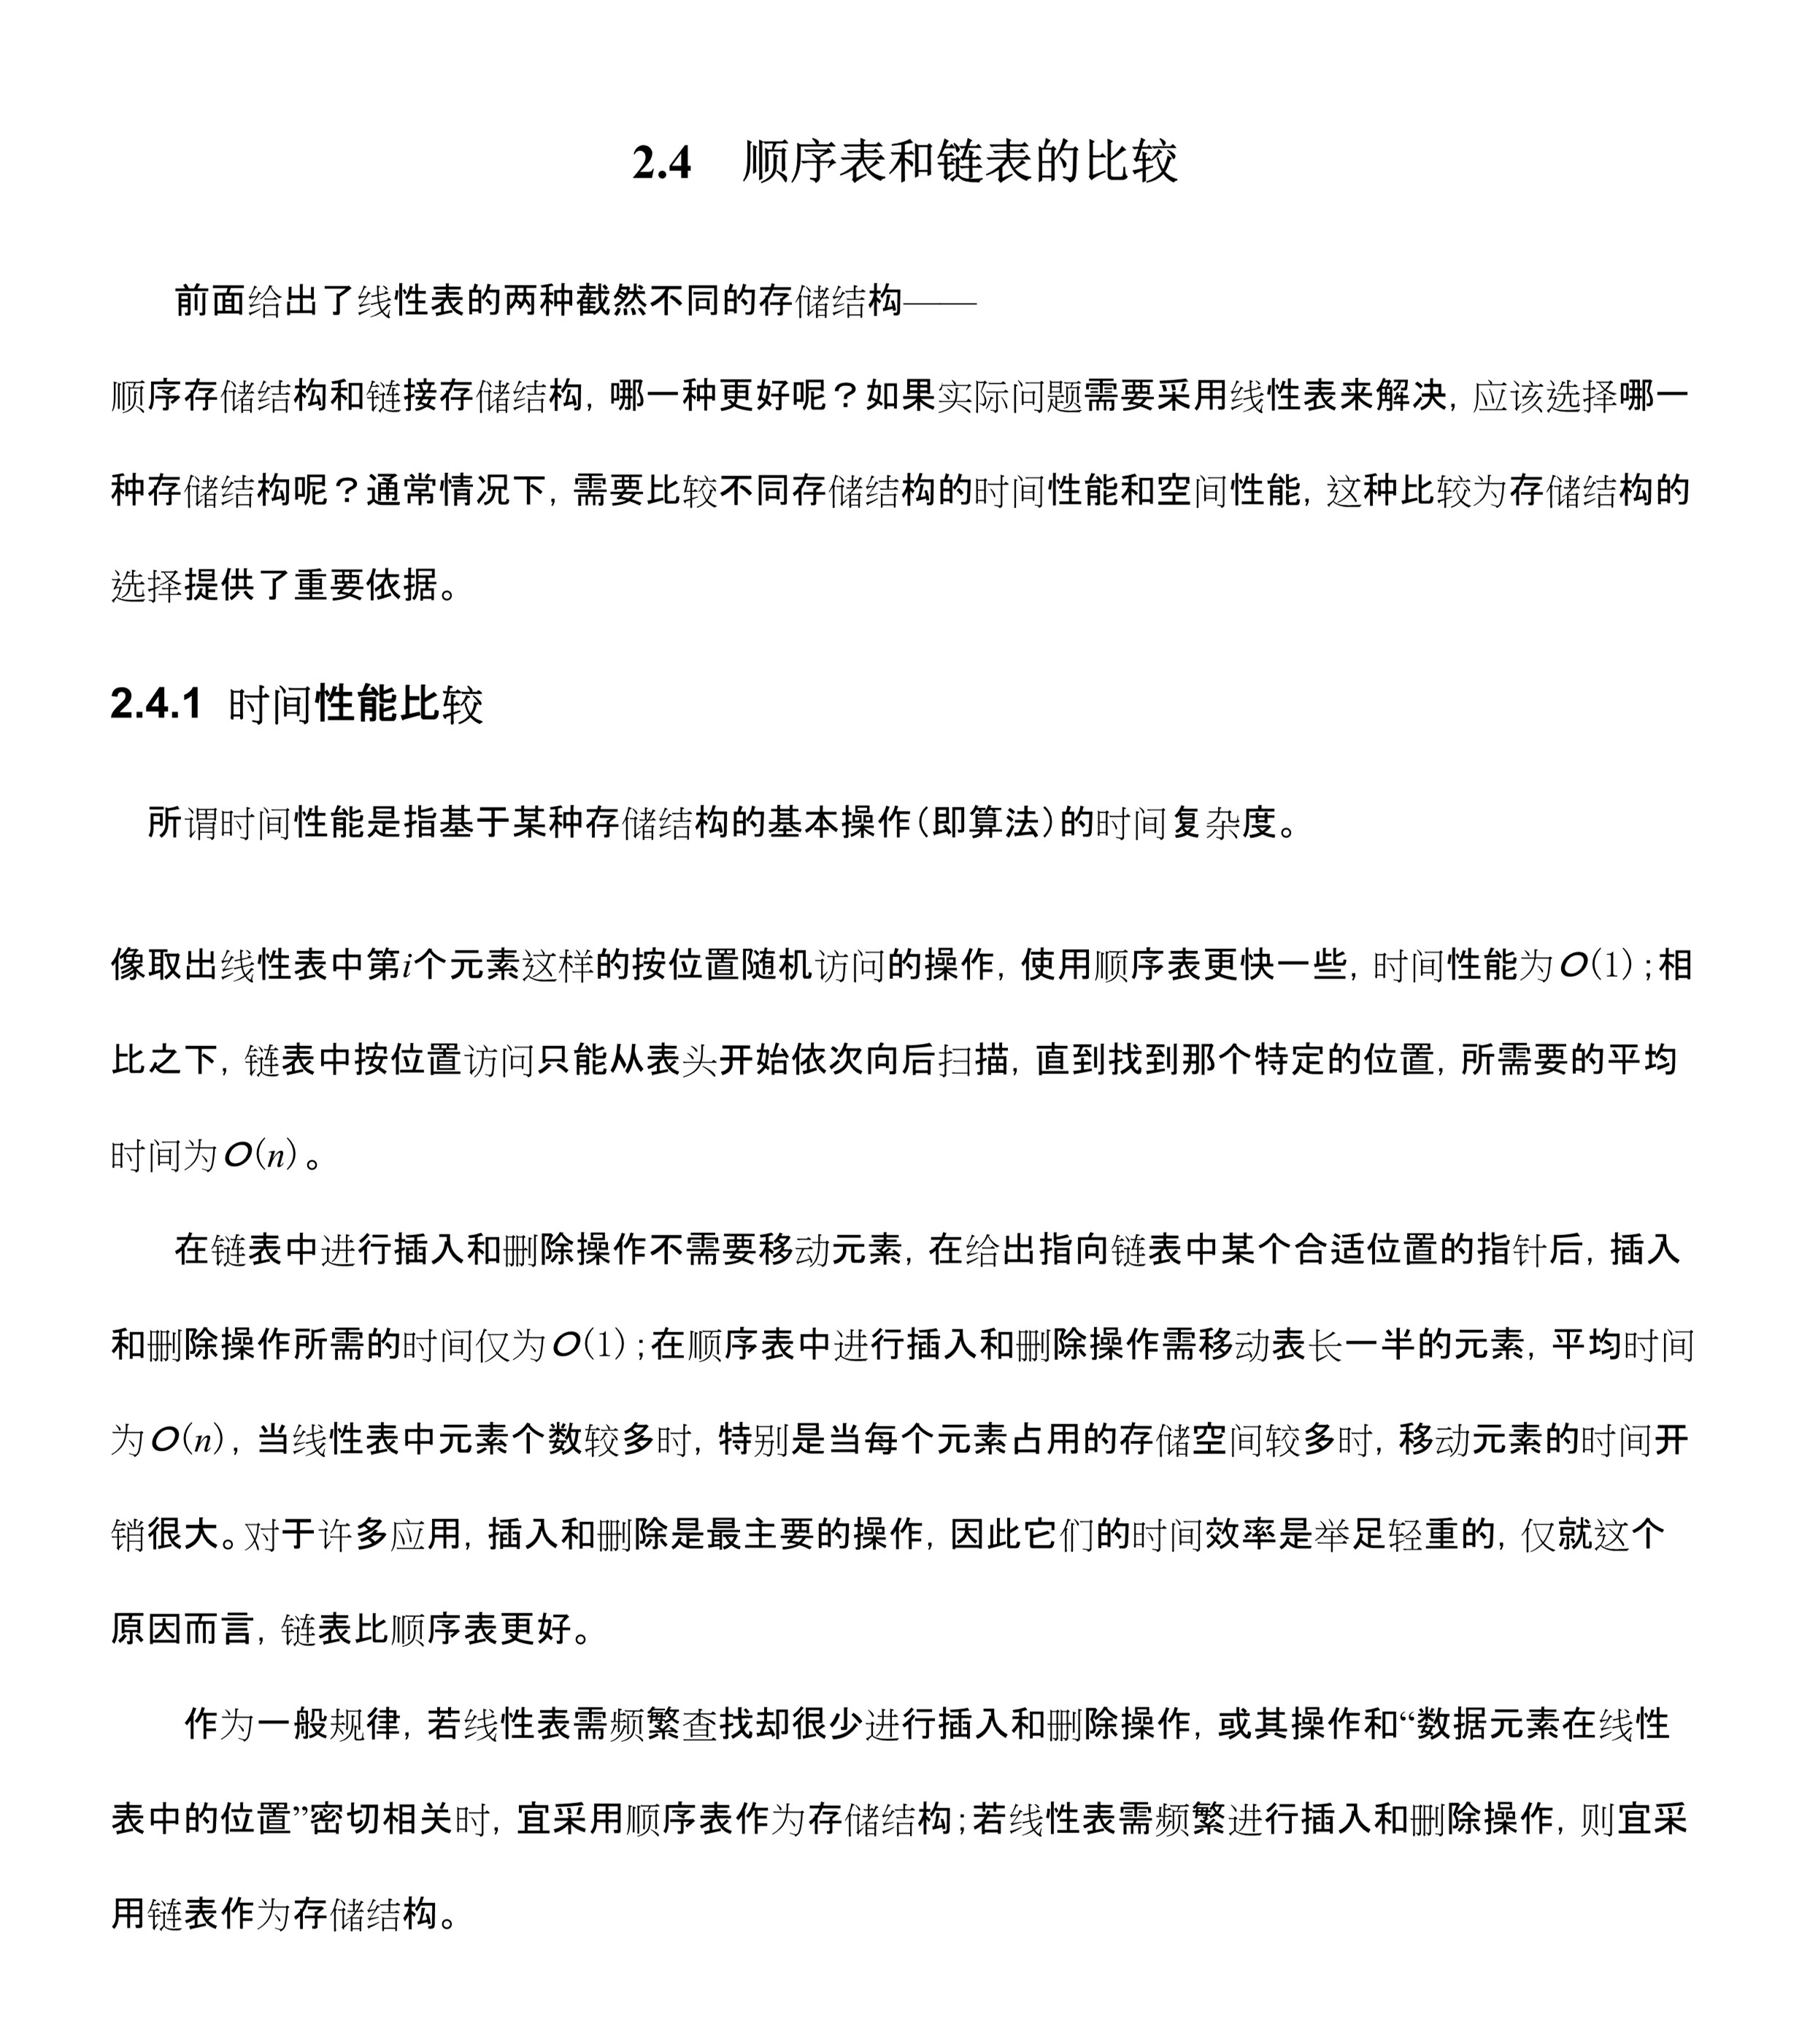 2.4 顺序表和链表的比较
前面给出了线性表的两种截然不同的存储结构——
顺序存储结构和链接存储结构，哪一种更好呢？如果实际问题需要采用线性表来解决，应该选择哪一
种存储结构呢？通常情况下，需要比较不同存储结构的时间性能和空间性能，这种比较为存储结构的
选择提供了重要依据。
2.4.1 时间性能比较
所谓时间性能是指基于某种存储结构的基本操作（即算法）的时间复杂度。
像取出线性表中第i个元素这样的按位置随机访问的操作，使用顺序表更快一些，时间性能为O(1)；相
比之下，链表中按位置访问只能从表头开始依次向后扫描，直到找到那个特定的位置，所需要的平均
时间为O(n)。
在链表中进行插入和删除操作不需要移动元素，在给出指向链表中某个合适位置的指针后，插入
和删除操作所需的时间仅为O(1)；在顺序表中进行插入和删除操作需移动表长一半的元素，平均时间
为O(n)，当线性表中元素个数较多时，特别是当每个元素占用的存储空间较多时，移动元素的时间开
销很大。对于许多应用，插入和删除是最主要的操作，因此它们的时间效率是举足轻重的，仅就这个
原因而言，链表比顺序表更好。
作为一般规律，若线性表需频繁查找却很少进行插入和删除操作，或其操作和“数据元素在线性
表中的位置”密切相关时，宜采用顺序表作为存储结构；若线性表需频繁进行插入和删除操作，则宜采
用链表作为存储结构。